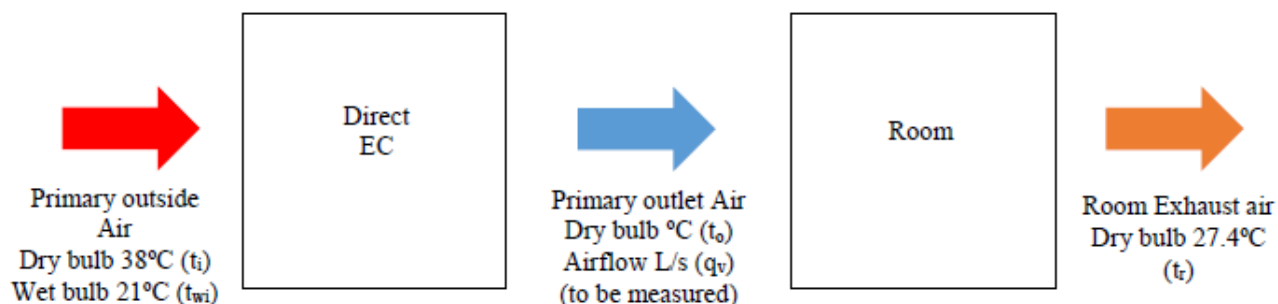 Direct
EC
Room
Primary outside
Air
Dry bulb 38ºC (tᵢ)
Wet bulb 21ºC (t_wi)
Primary outlet Air
Dry bulb ºC (tₒ)
Airflow L/s (qᵥ)
(to be measured)
Room Exhaust air
Dry bulb 27.4ºC
(tᵣ)